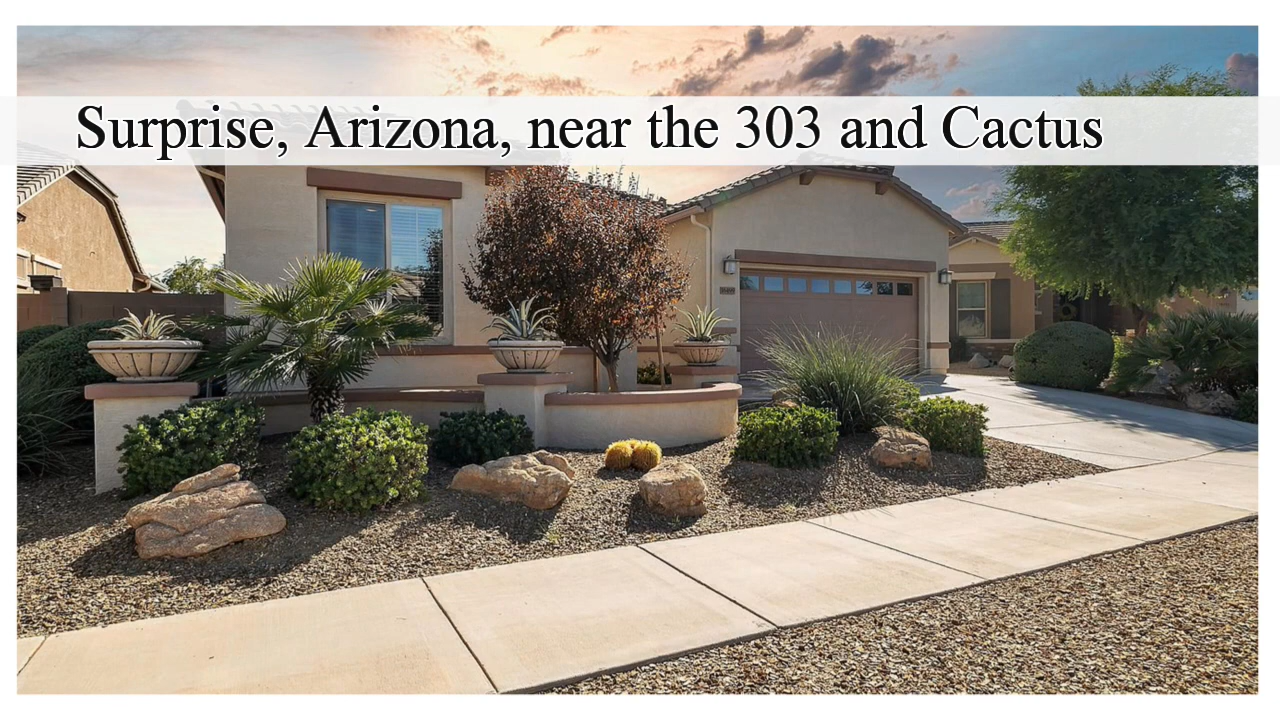 Surprise, Arizona, near the 303 and Cactus